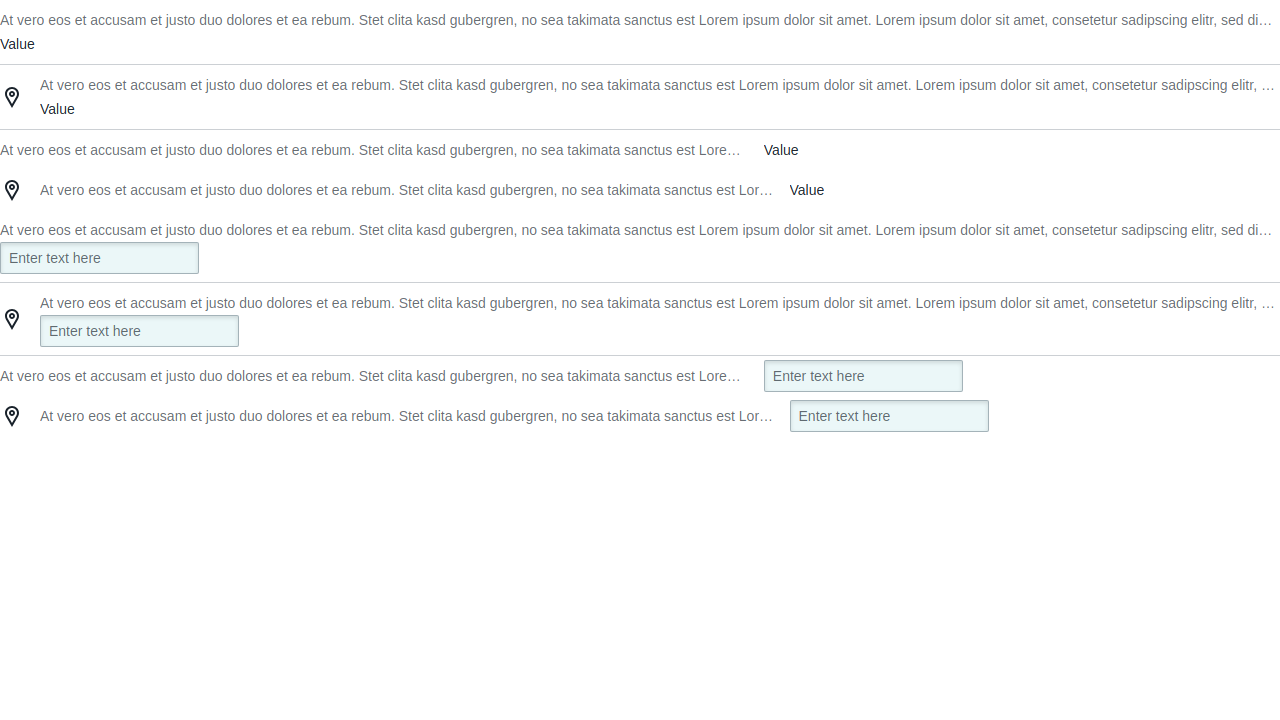 At vero eos et accusam et justo duo dolores et ea rebum. Stet clita kasd gubergren, no sea takimata sanctus est Lorem ipsum dolor sit amet. Lorem ipsum dolor sit amet, consetetur sadipscing elitr, sed di…
Value
At vero eos et accusam et justo duo dolores et ea rebum. Stet clita kasd gubergren, no sea takimata sanctus est Lorem ipsum dolor sit amet. Lorem ipsum dolor sit amet, consetetur sadipscing elitr, …
Value
At vero eos et accusam et justo duo dolores et ea rebum. Stet clita kasd gubergren, no sea takimata sanctus est Lore… Value
At vero eos et accusam et justo duo dolores et ea rebum. Stet clita kasd gubergren, no sea takimata sanctus est Lor… Value
At vero eos et accusam et justo duo dolores et ea rebum. Stet clita kasd gubergren, no sea takimata sanctus est Lorem ipsum dolor sit amet. Lorem ipsum dolor sit amet, consetetur sadipscing elitr, sed di…
Enter text here
At vero eos et accusam et justo duo dolores et ea rebum. Stet clita kasd gubergren, no sea takimata sanctus est Lorem ipsum dolor sit amet. Lorem ipsum dolor sit amet, consetetur sadipscing elitr, …
Enter text here
At vero eos et accusam et justo duo dolores et ea rebum. Stet clita kasd gubergren, no sea takimata sanctus est Lore… Enter text here
At vero eos et accusam et justo duo dolores et ea rebum. Stet clita kasd gubergren, no sea takimata sanctus est Lor… Enter text here